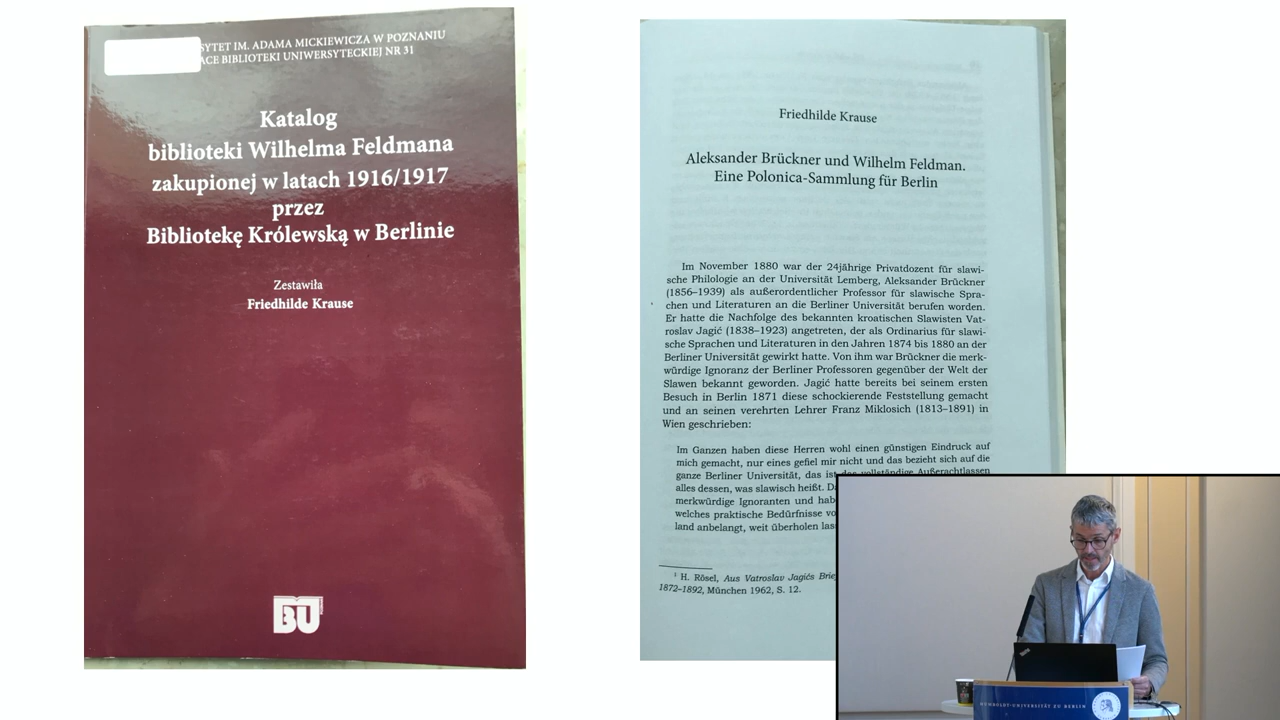 SYTET IM. ADAMA MICKIEWICZA W POZNANIU
ACE BIBLIOTEKI UNIWERSYTECKIEJ NR 31
Katalog
biblioteki Wilhelma Feldmana
zakupionej w latach 1916/1917
przez
Bibliotekę Królewską w Berlinie
Zestawiła
Friedhilde Krause
BU
Friedhilde Krause
Aleksander Brückner und Wilhelm Feldman.
Eine Polonica-Sammlung für Berlin
Im November 1880 war der 24jährige Privatdozent für slawi-
sche Philologie an der Universität Lemberg, Aleksander Brückner
(1856–1939) als außerordentlicher Professor für slawische Spra-
chen und Literaturen an die Berliner Universität berufen worden.
Er hatte die Nachfolge des bekannten kroatischen Slawisten Vat-
roslav Jagić (1838–1923) angetreten, der als Ordinarius für slawi-
sche Sprachen und Literaturen in den Jahren 1874 bis 1880 an der
Berliner Universität gewirkt hatte. Von ihm war Brückner die merk-
würdige Ignoranz der Berliner Professoren gegenüber der Welt der
Slawen bekannt geworden. Jagić hatte bereits bei seinem ersten
Besuch in Berlin 1871 diese schockierende Feststellung gemacht
und an seinen verehrten Lehrer Franz Miklosich (1813–1891) in
Wien geschrieben:
Im Ganzen haben diese Herren wohl einen günstigen Eindruck auf
mich gemacht, nur eines gefiel mir nicht und das bezieht sich auf die
ganze Berliner Universität, das ist das vollständige Außerachtlassen
alles dessen, was slawisch heißt. Da
merkwürdige Ignoranten und hab
welches praktische Bedürfnisse vo
land anbelangt, weit überholen las
1 H. Rösel, Aus Vatroslav Jagićs Brie
1872–1892, München 1962, S. 12.
HUMBOLDT-UNIVERSITÄT ZU BERLIN